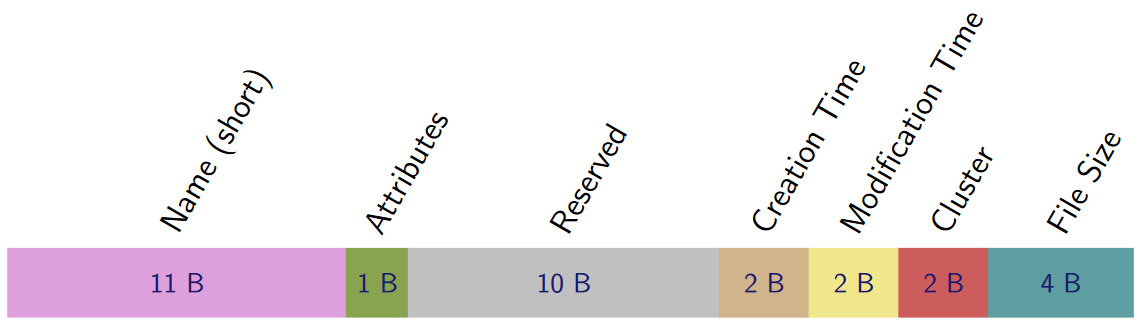 Name (short)
Attributes
Reserved
Creation Time
Modification Time
Cluster
File Size
11 B
1 B
10 B
2 B
2 B
2 B
4 B